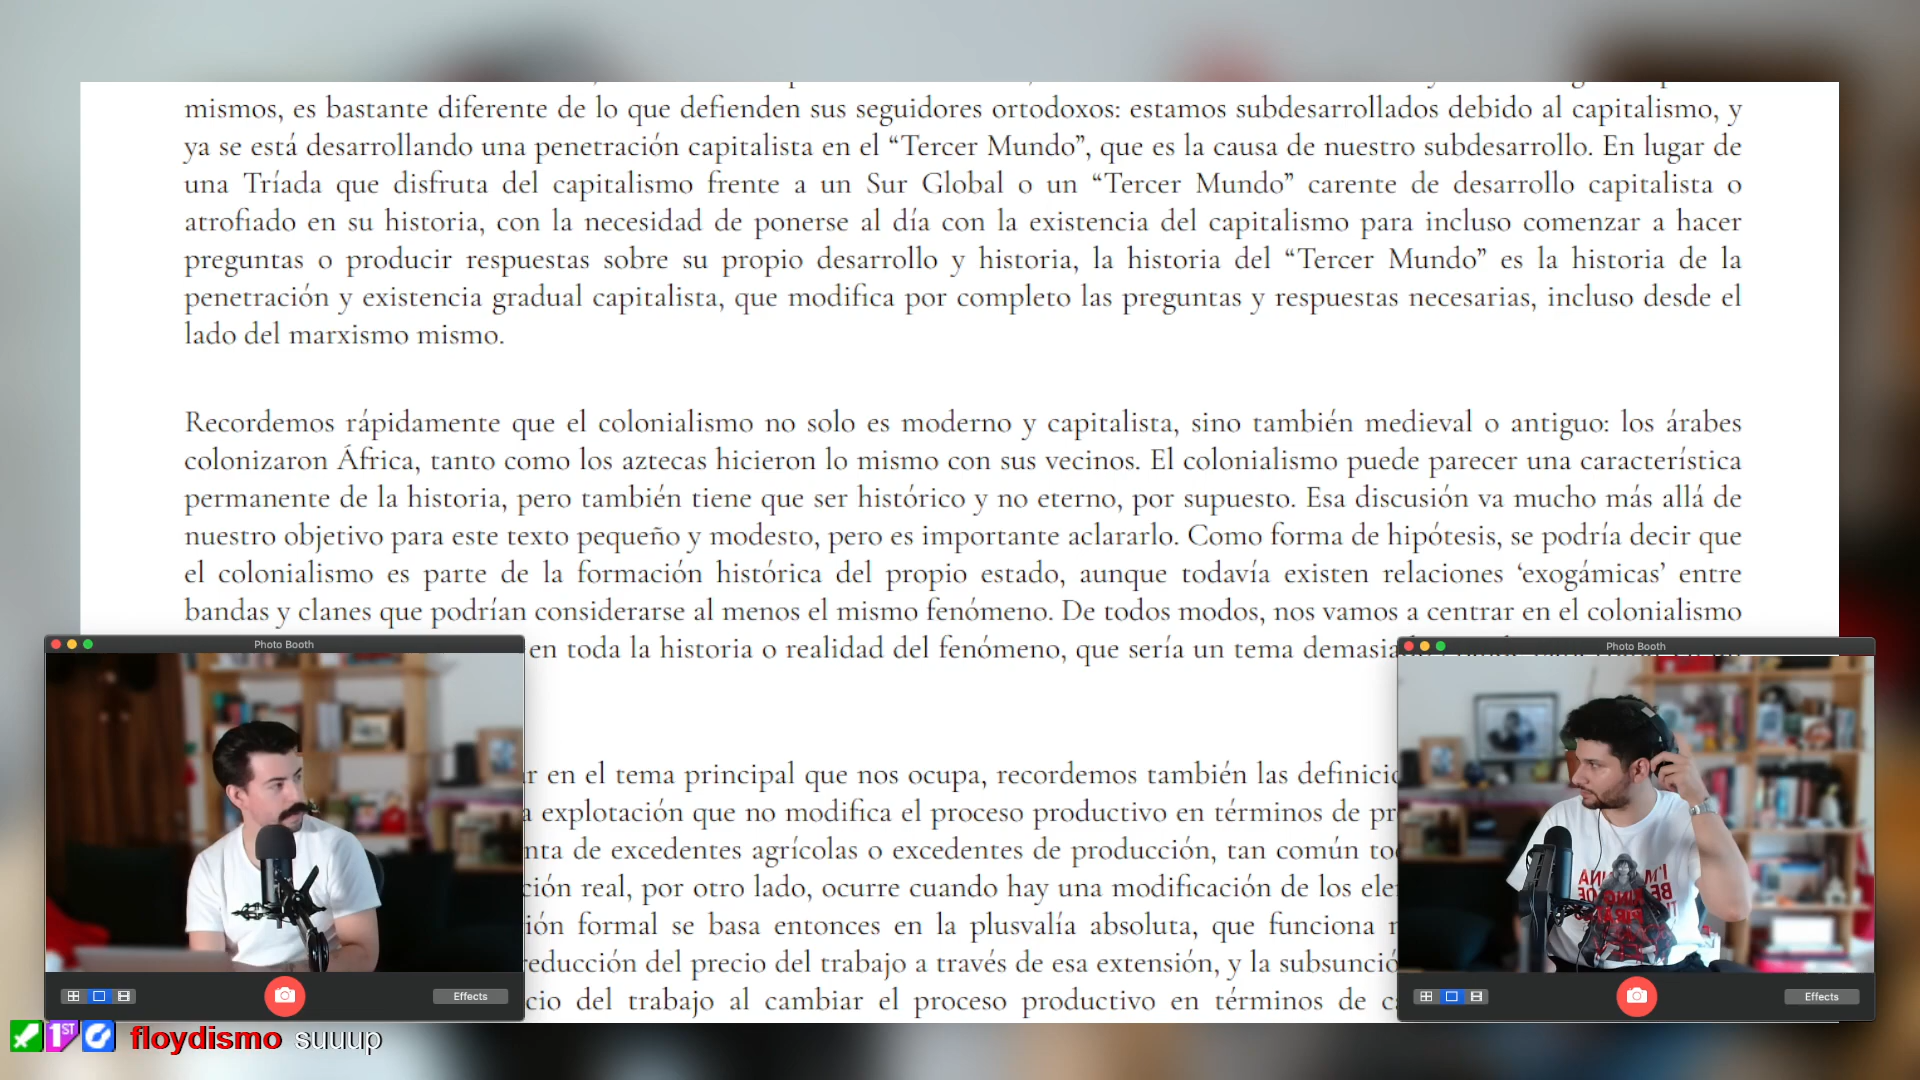 mismos, es bastante diferente de lo que defienden sus seguidores ortodoxos: estamos subdesarrollados debido al capitalismo, y
ya se está desarrollando una penetración capitalista en el “Tercer Mundo”, que es la causa de nuestro subdesarrollo. En lugar de
una Tríada que disfruta del capitalismo frente a un Sur Global o un “Tercer Mundo” carente de desarrollo capitalista o
atrofiado en su historia, con la necesidad de ponerse al día con la existencia del capitalismo para incluso comenzar a hacer
preguntas o producir respuestas sobre su propio desarrollo y historia, la historia del “Tercer Mundo” es la historia de la
penetración y existencia gradual capitalista, que modifica por completo las preguntas y respuestas necesarias, incluso desde el
lado del marxismo mismo.
Recordemos rápidamente que el colonialismo no solo es moderno y capitalista, sino también medieval o antiguo: los árabes
colonizaron África, tanto como los aztecas hicieron lo mismo con sus vecinos. El colonialismo puede parecer una característica
permanente de la historia, pero también tiene que ser histórico y no eterno, por supuesto. Esa discusión va mucho más allá de
nuestro objetivo para este texto pequeño y modesto, pero es importante aclararlo. Como forma de hipótesis, se podría decir que
el colonialismo es parte de la formación histórica del propio estado, aunque todavía existen relaciones ‘exogámicas’ entre
bandas y clanes que podrían considerarse al menos el mismo fenómeno. De todos modos, nos vamos a centrar en el colonialismo
en toda la historia o realidad del fenómeno, que sería un tema
en el tema principal que nos ocupa, recordemos también las
explotación que no modifica el proceso productivo en términos de
de excedentes agrícolas o excedentes de producción, tan común
real, por otro lado, ocurre cuando hay una modificación de los
formal se basa entonces en la plusvalía absoluta, que funciona
reducción del precio del trabajo a través de esa extensión, y la
del trabajo al cambiar el proceso productivo en términos de
Photo Booth
Effects
Photo Booth
Effects
1ST floydismo suuup